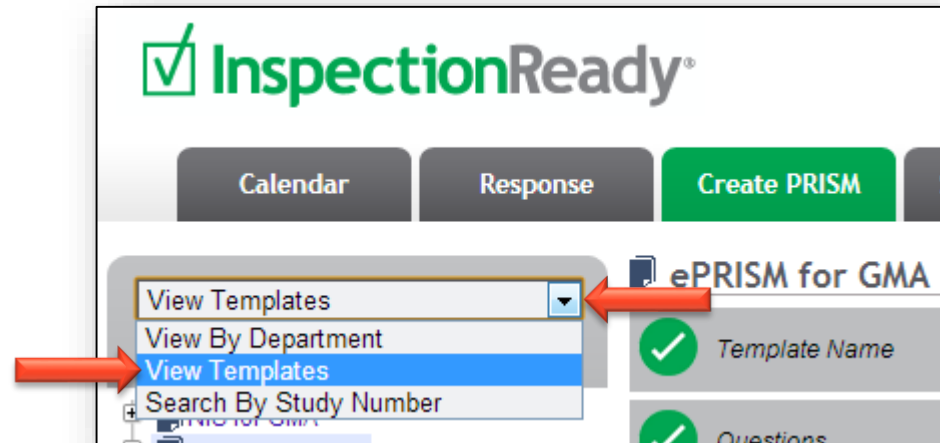 InspectionReady®
Calendar
Response
Create PRISM
View Templates
View By Department
View Templates
Search By Study Number
ePRISM for GMA
Template Name
Questions